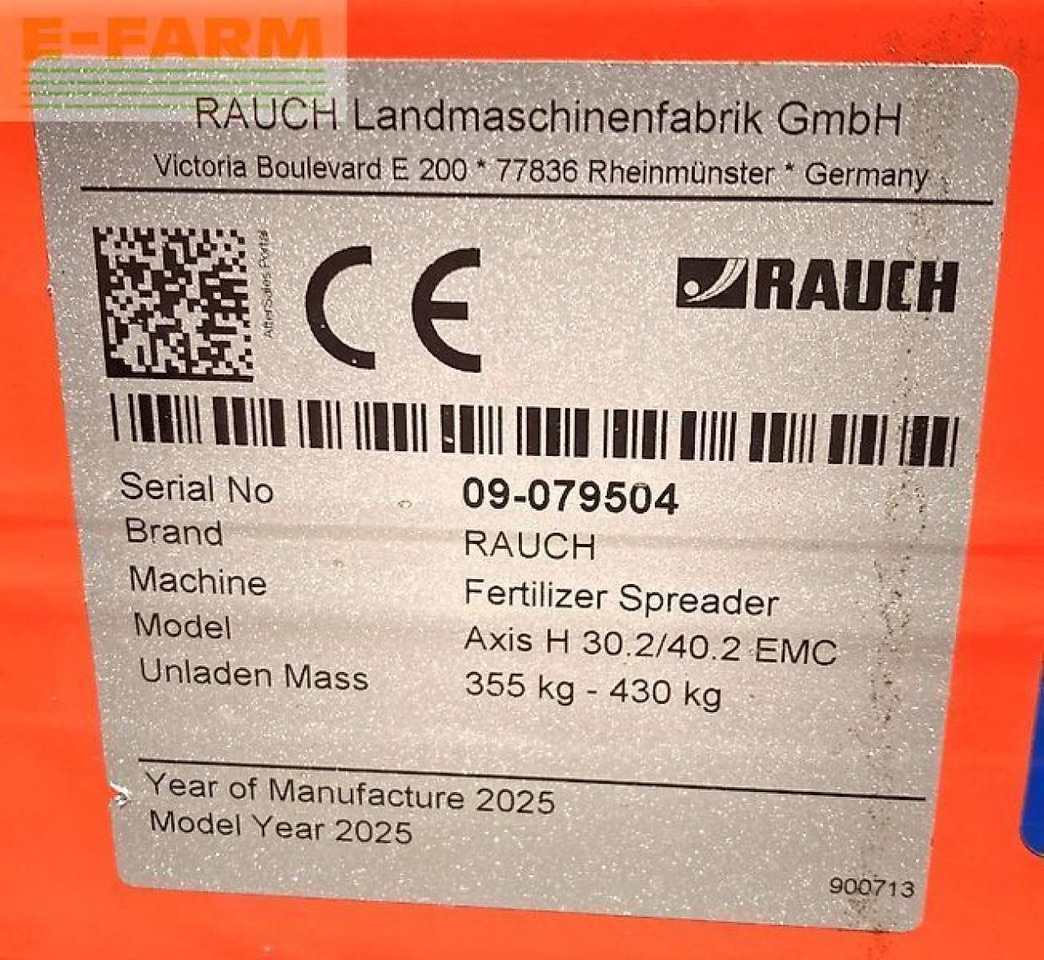 E-FARM
RAUCH Landmaschinenfabrik GmbH
Victoria Boulevard E 200 * 77836 Rheinmünster * Germany
AfterSales Portal
CE
RAUCH
Serial No 09-079504
Brand RAUCH
Machine Fertilizer Spreader
Model Axis H 30.2/40.2 EMC
Unladen Mass 355 kg - 430 kg
Year of Manufacture 2025
Model Year 2025
900713